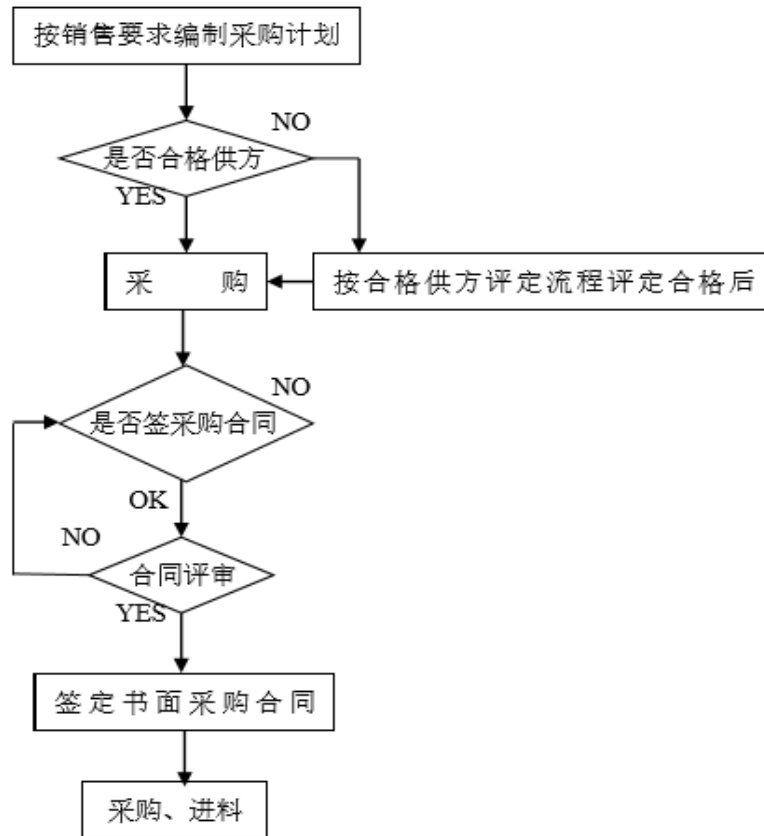 按销售要求编制采购计划
NO
是否合格供方
YES
采 购
按合格供方评定流程评定合格后
NO
是否签采购合同
OK
NO
合同评审
YES
签定书面采购合同
采购、进料